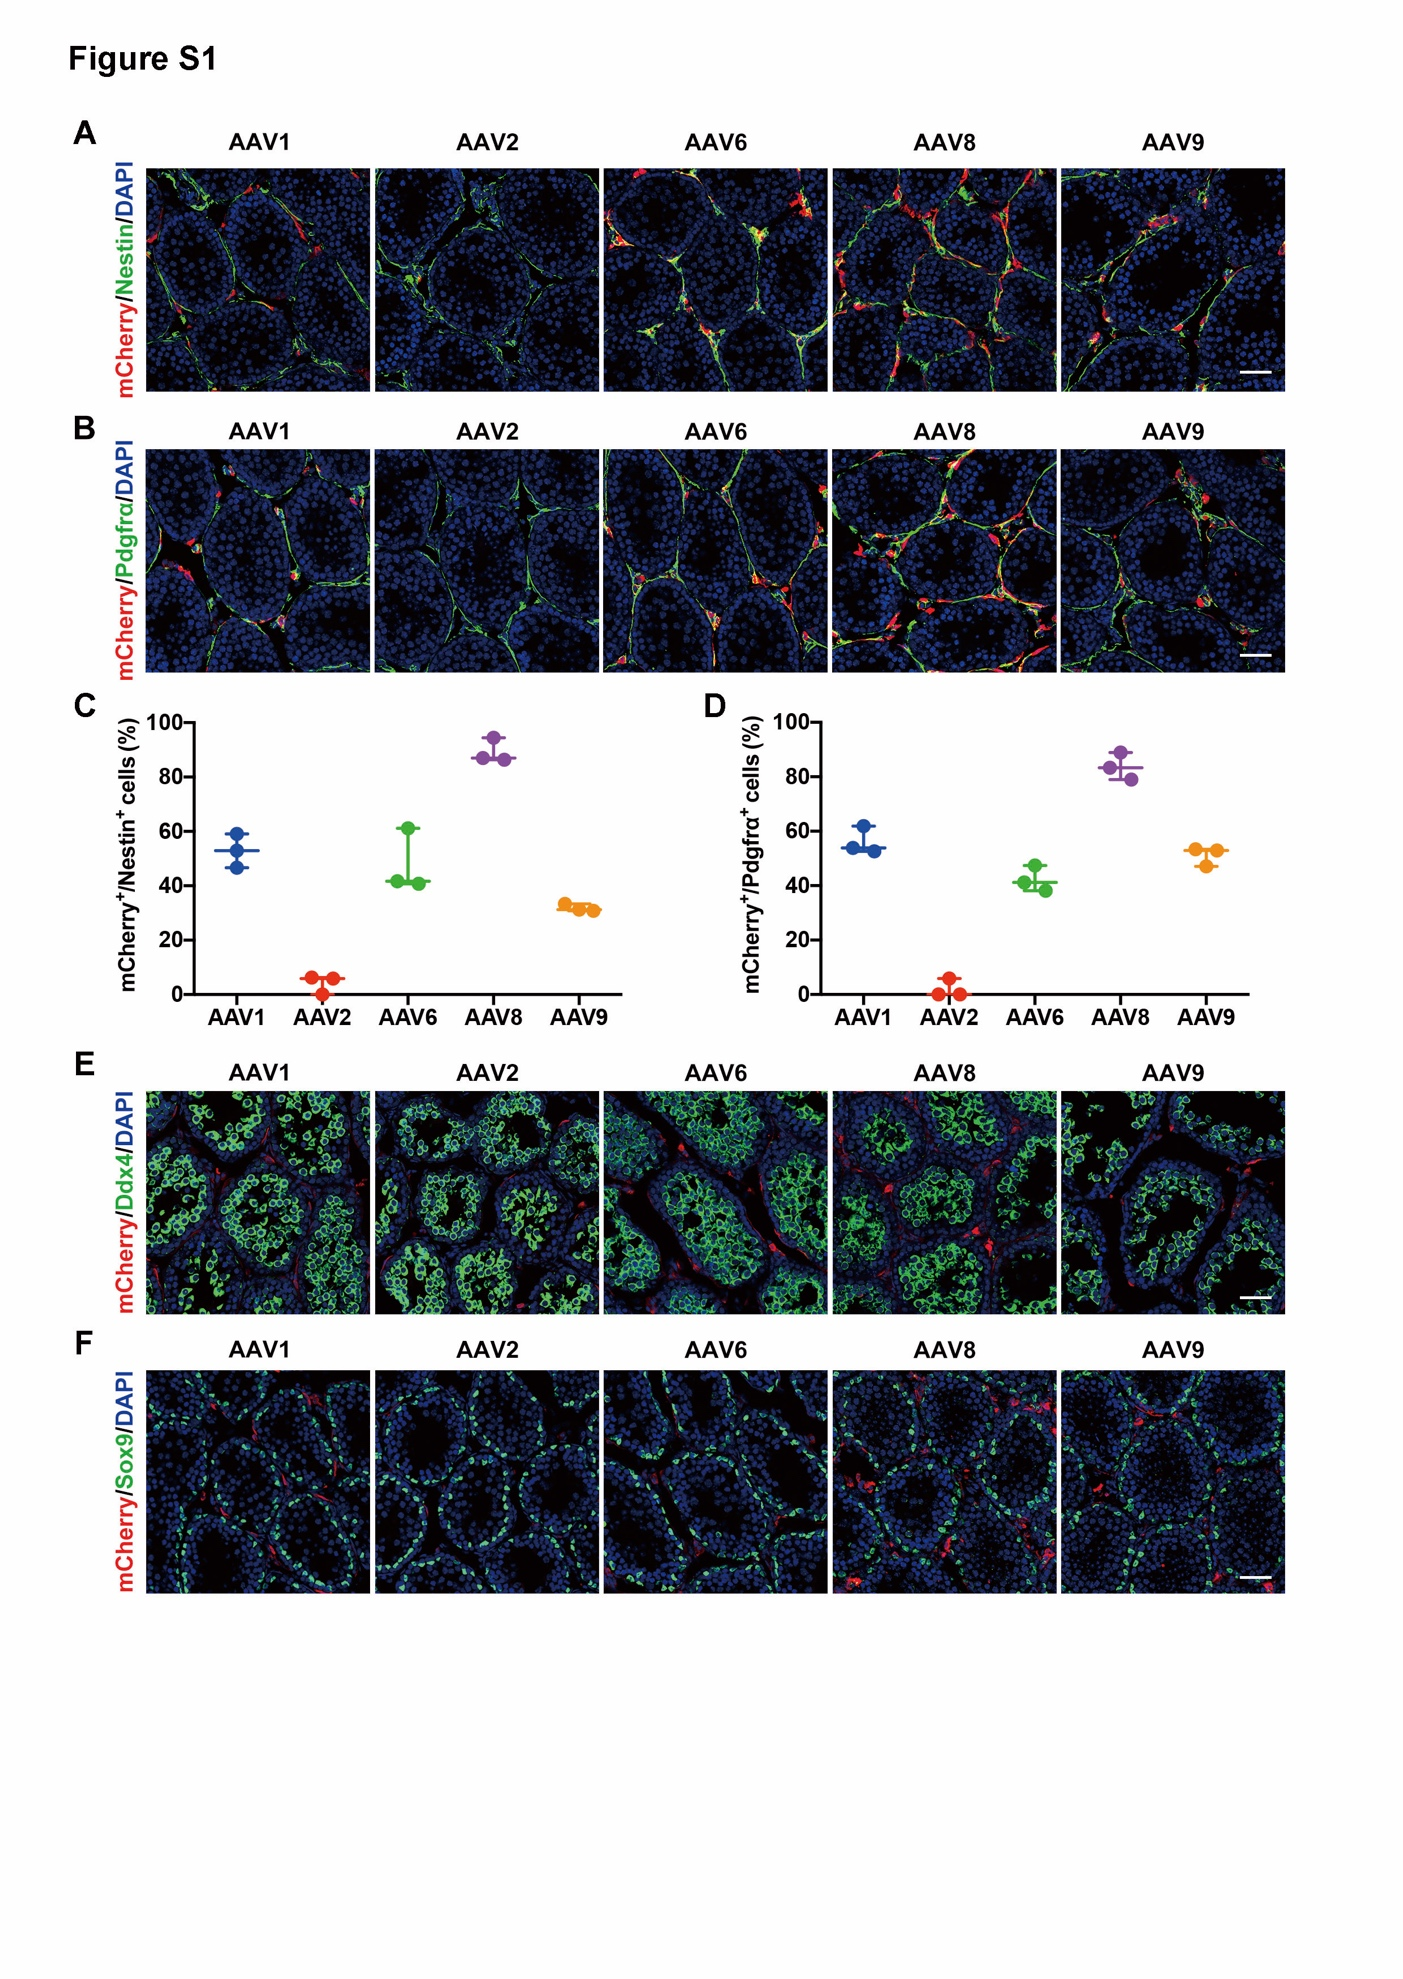 Figure S1
A
AAV1 AAV2 AAV6 AAV8 AAV9
mCherry/Nestin/DAPI
B
AAV1 AAV2 AAV6 AAV8 AAV9
mCherry/Pdgfrα/DAPI
C
mCherry⁺/Nestin⁺ cells (%)
100
80
60
40
20
0
AAV1 AAV2 AAV6 AAV8 AAV9
D
mCherry⁺/Pdgfrα⁺ cells (%)
100
80
60
40
20
0
AAV1 AAV2 AAV6 AAV8 AAV9
E
AAV1 AAV2 AAV6 AAV8 AAV9
mCherry/Ddx4/DAPI
F
AAV1 AAV2 AAV6 AAV8 AAV9
mCherry/Sox9/DAPI